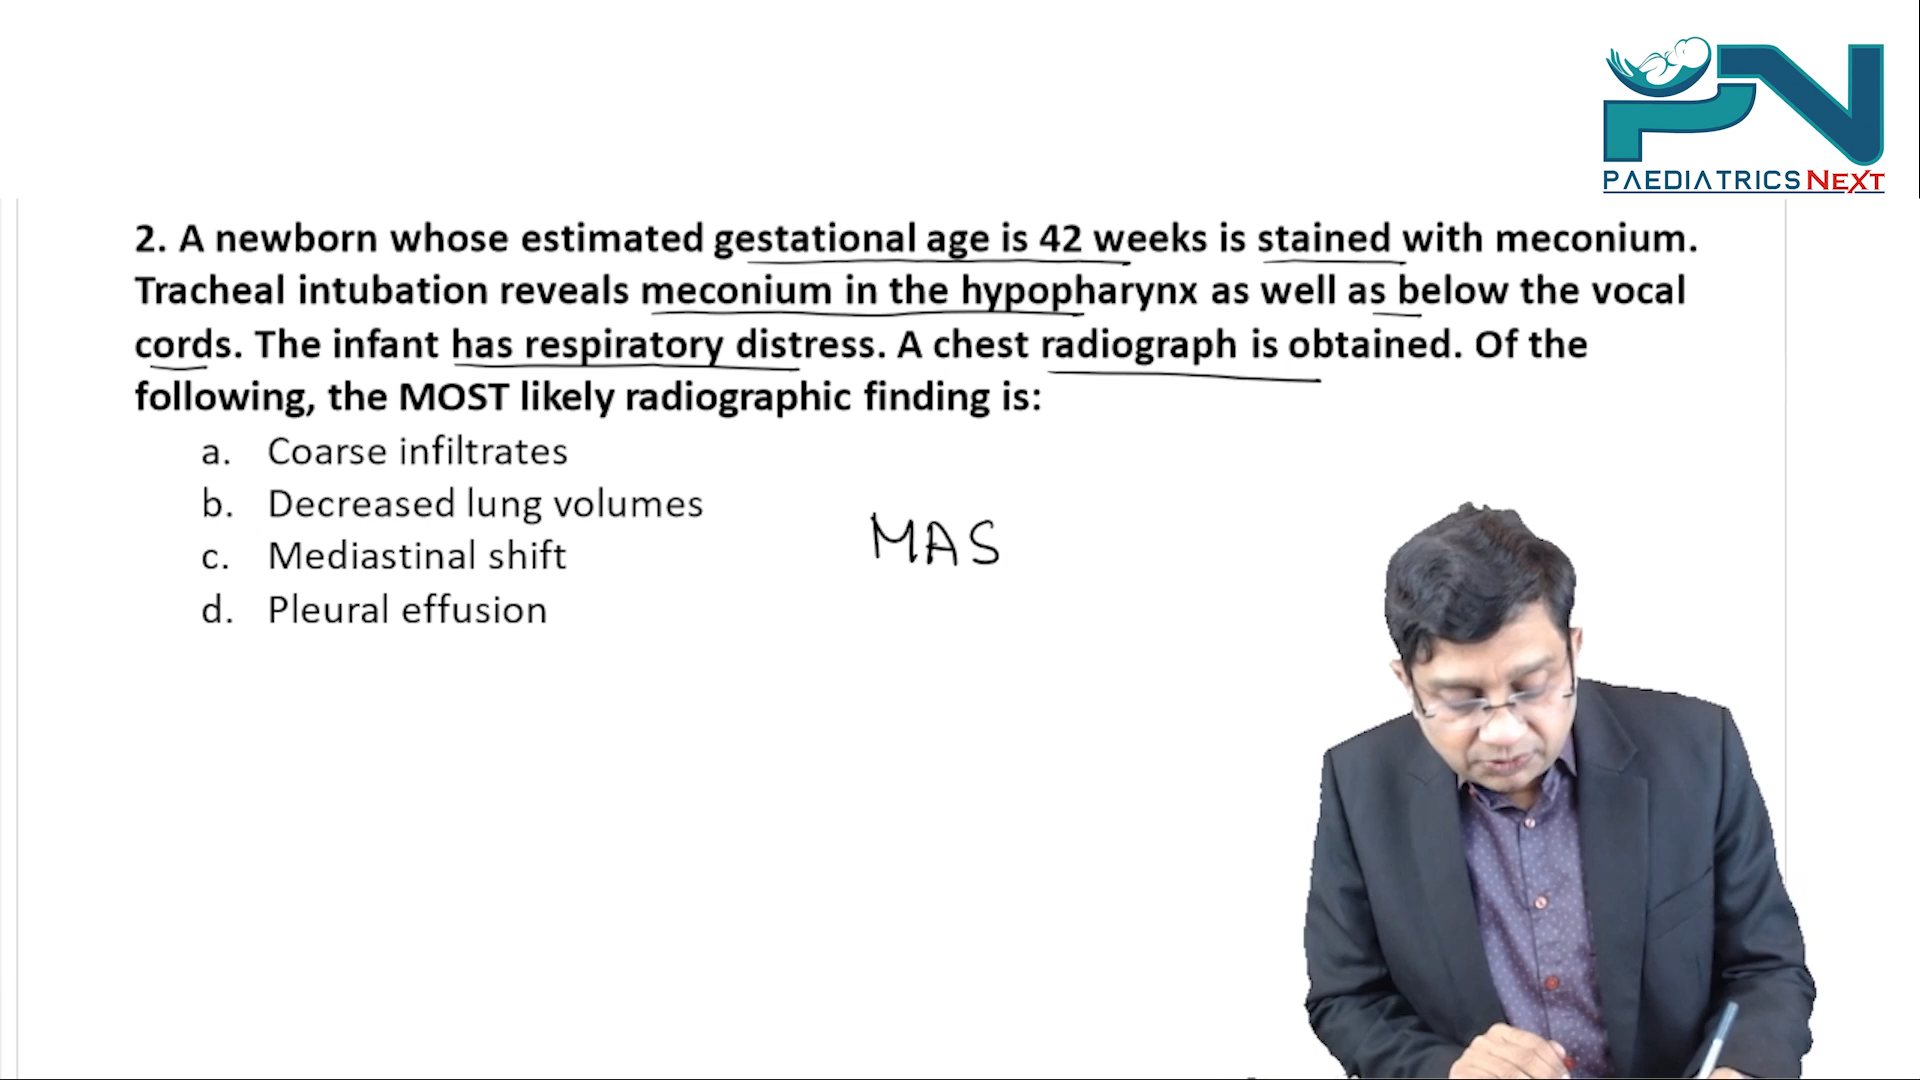 PAEDIATRICS NEXT
2. A newborn whose estimated gestational age is 42 weeks is stained with meconium.
Tracheal intubation reveals meconium in the hypopharynx as well as below the vocal
cords. The infant has respiratory distress. A chest radiograph is obtained. Of the
following, the MOST likely radiographic finding is:
a. Coarse infiltrates
b. Decreased lung volumes
c. Mediastinal shift
d. Pleural effusion
MAS